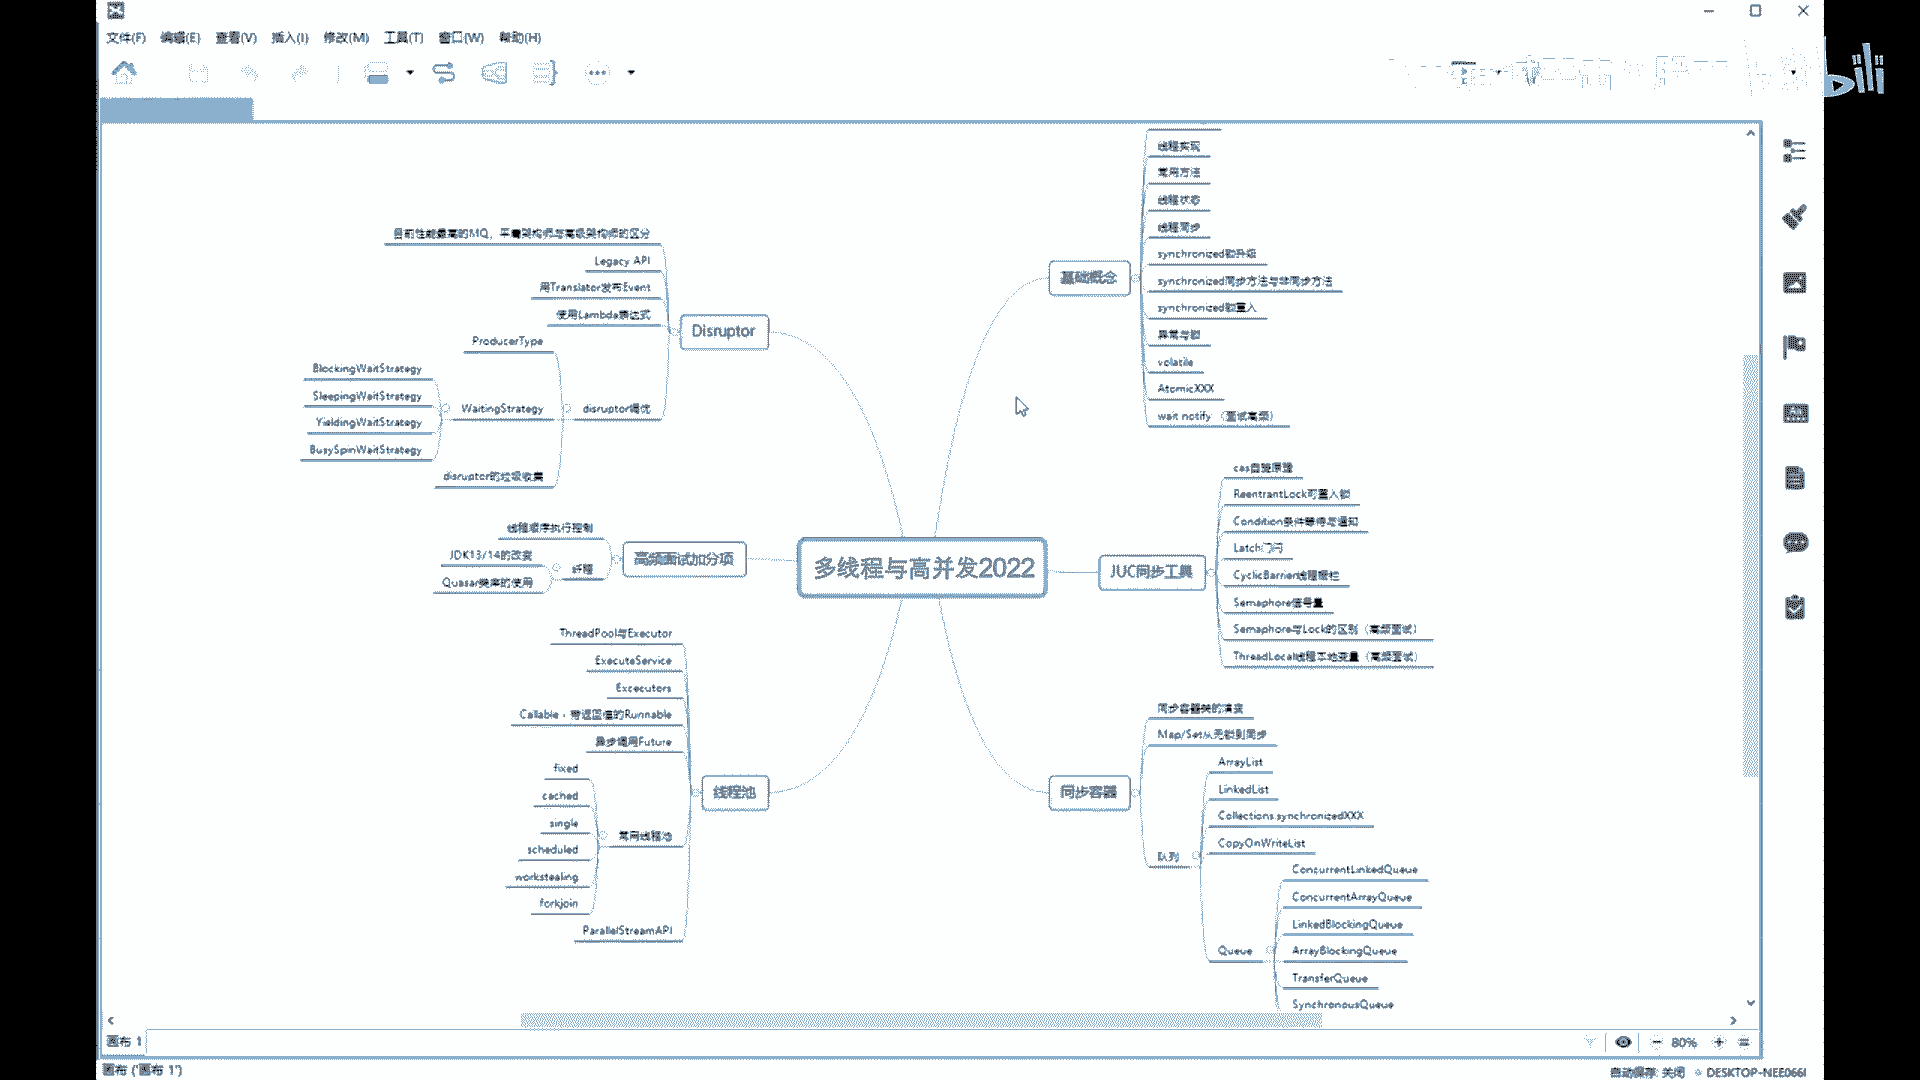 文件(F) 编辑(E) 查看(V) 插入(I) 修改(M) 工具(T) 窗口(W) 帮助(H)
bili
多线程与高并发2022
基础概念
线程实现
常用方法
线程状态
线程同步
synchronized锁升级
synchronized同步方法与非同步方法
synchronized锁重入
异常与锁
volatile
AtomicXXX
wait notify （面试高频）
JUC同步工具
cas自旋原理
ReentrantLock可重入锁
Condition条件等待与通知
Latch门闩
CyclicBarrier线程栅栏
Semaphore信号量
Semaphore与Lock的区别（高频面试）
ThreadLocal线程本地变量（高频面试）
同步容器
同步容器类的演变
Map/Set从无锁到同步
队列
ArrayList
LinkedList
Collections.synchronizedXXX
CopyOnWriteList
Queue
ConcurrentLinkedQueue
ConcurrentArrayQueue
LinkedBlockingQueue
ArrayBlockingQueue
TransferQueue
SynchronousQueue
Disruptor
目前性能最高的MQ，平庸架构师与高级架构师的区分
Legacy API
用Translator发布Event
使用Lambda表达式
disruptor调优
ProducerType
WaitingStrategy
BlockingWaitStrategy
SleepingWaitStrategy
YieldingWaitStrategy
BusySpinWaitStrategy
disruptor的垃圾收集
高频面试加分项
线程顺序执行控制
纤程
JDK13/14的改变
Quasar类库的使用
线程池
ThreadPool与Executor
ExecuteService
Excecutors
Callable - 带返回值的Runnable
异步调用Future
常用线程池
fixed
cached
single
scheduled
workstealing
forkjoin
ParallelStreamAPI
画布 1
80%
画布 ('画布 1')
自动保存: 关闭
DESKTOP-NEE066I